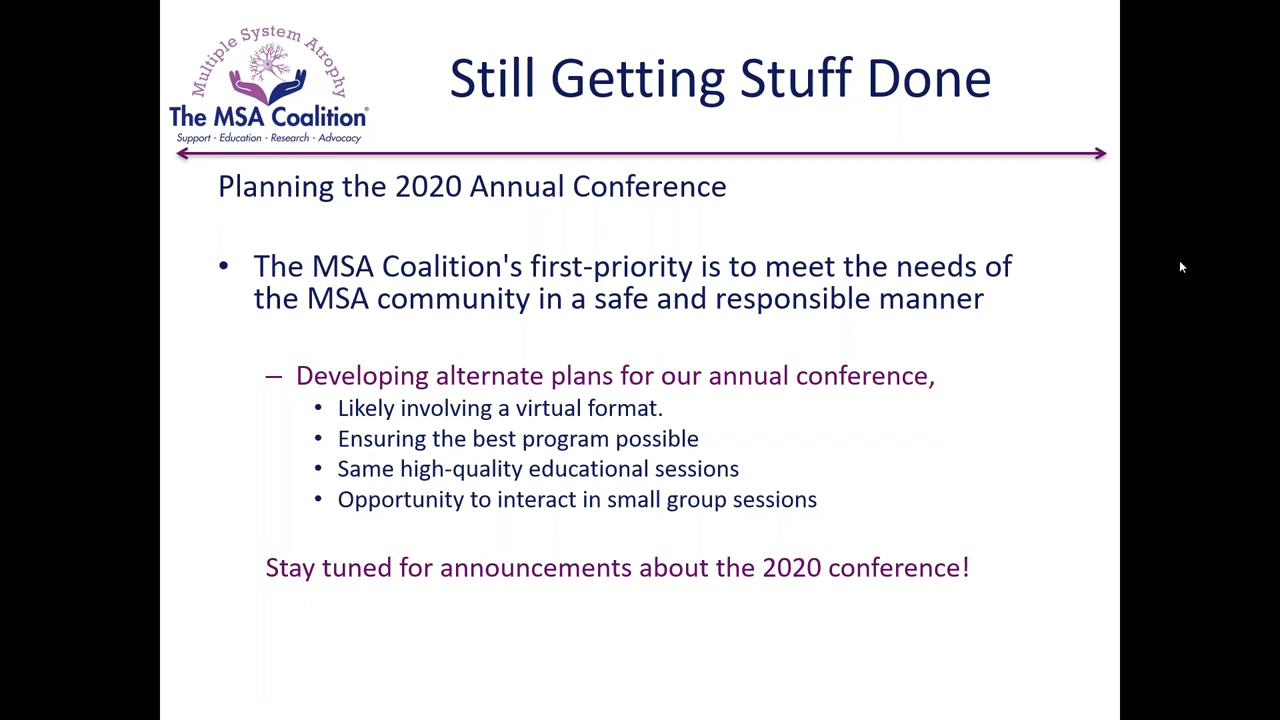 Multiple System Atrophy
The MSA Coalition®
Support - Education - Research - Advocacy
Still Getting Stuff Done
Planning the 2020 Annual Conference
• The MSA Coalition's first-priority is to meet the needs of
the MSA community in a safe and responsible manner
– Developing alternate plans for our annual conference,
• Likely involving a virtual format.
• Ensuring the best program possible
• Same high-quality educational sessions
• Opportunity to interact in small group sessions
Stay tuned for announcements about the 2020 conference!